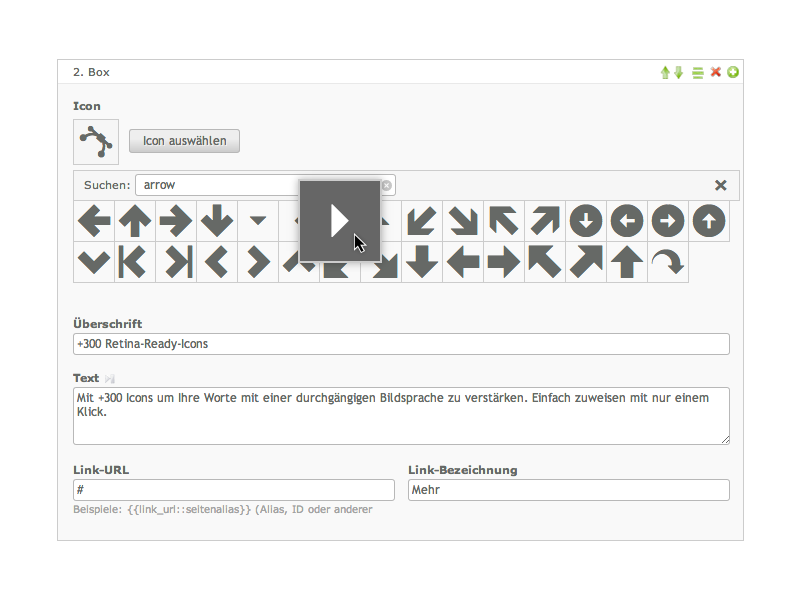 2. Box
Icon
Icon auswählen
Suchen: arrow
Überschrift
+300 Retina-Ready-Icons
Text
Mit +300 Icons um Ihre Worte mit einer durchgängigen Bildsprache zu verstärken. Einfach zuweisen mit nur einem
Klick.
Link-URL Link-Bezeichnung
# Mehr
Beispiele: {{link_url::seitenalias}} (Alias, ID oder anderer